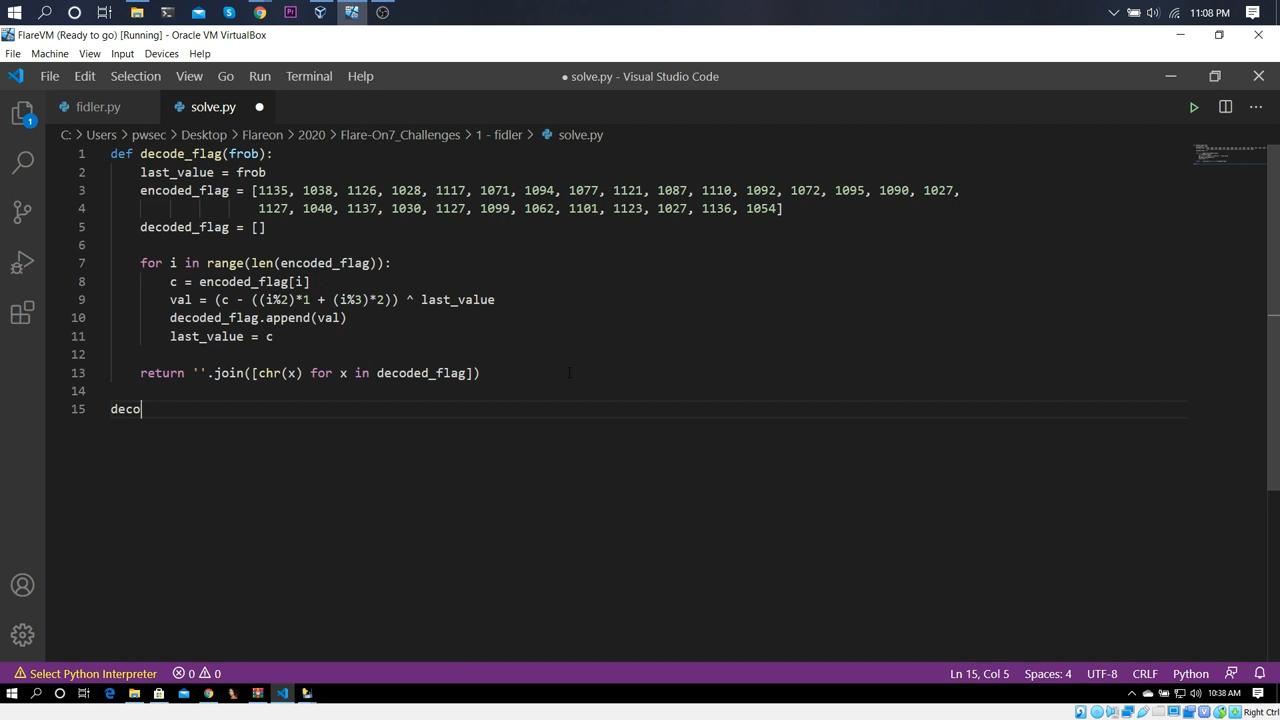 11:08 PM
FlareVM (Ready to go) [Running] - Oracle VM VirtualBox
File Machine View Input Devices Help
File Edit Selection View Go Run Terminal Help
● solve.py - Visual Studio Code
fidler.py
solve.py ●
C: > Users > pwsec > Desktop > Flareon > 2020 > Flare-On7_Challenges > 1 - fidler > solve.py
1 def decode_flag(frob):
2 last_value = frob
3 encoded_flag = [1135, 1038, 1126, 1028, 1117, 1071, 1094, 1077, 1121, 1087, 1110, 1092, 1072, 1095, 1090, 1027,
4 1127, 1040, 1137, 1030, 1127, 1099, 1062, 1101, 1123, 1027, 1136, 1054]
5 decoded_flag = []
6
7 for i in range(len(encoded_flag)):
8 c = encoded_flag[i]
9 val = (c - ((i%2)*1 + (i%3)*2)) ^ last_value
10 decoded_flag.append(val)
11 last_value = c
12
13 return ''.join([chr(x) for x in decoded_flag])
14
15 deco
1
Select Python Interpreter 0 0 Ln 15, Col 5 Spaces: 4 UTF-8 CRLF Python
10:38 AM
Right Ctrl